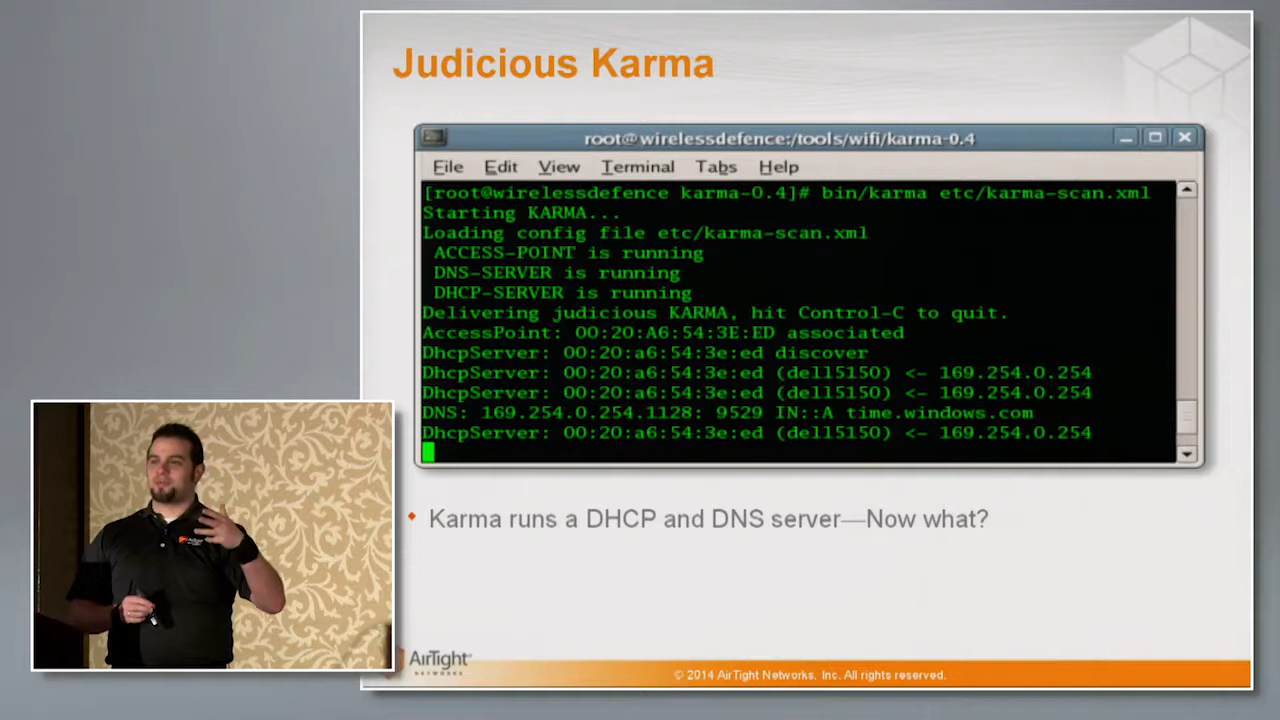 Judicious Karma
root@wirelessdefence:/tools/wifi/karma-0.4
File Edit View Terminal Tabs Help
[root@wirelessdefence karma-0.4]# bin/karma etc/karma-scan.xml
Starting KARMA...
Loading config file etc/karma-scan.xml
ACCESS-POINT is running
DNS-SERVER is running
DHCP-SERVER is running
Delivering judicious KARMA, hit Control-C to quit.
AccessPoint: 00:20:A6:54:3E:ED associated
DhcpServer: 00:20:a6:54:3e:ed discover
DhcpServer: 00:20:a6:54:3e:ed (dell5150) <- 169.254.0.254
DhcpServer: 00:20:a6:54:3e:ed (dell5150) <- 169.254.0.254
DNS: 169.254.0.254.1128: 9529 IN::A time.windows.com
DhcpServer: 00:20:a6:54:3e:ed (dell5150) <- 169.254.0.254
• Karma runs a DHCP and DNS server—Now what?
AirTight
NETWORKS
© 2014 AirTight Networks. Inc. All rights reserved.